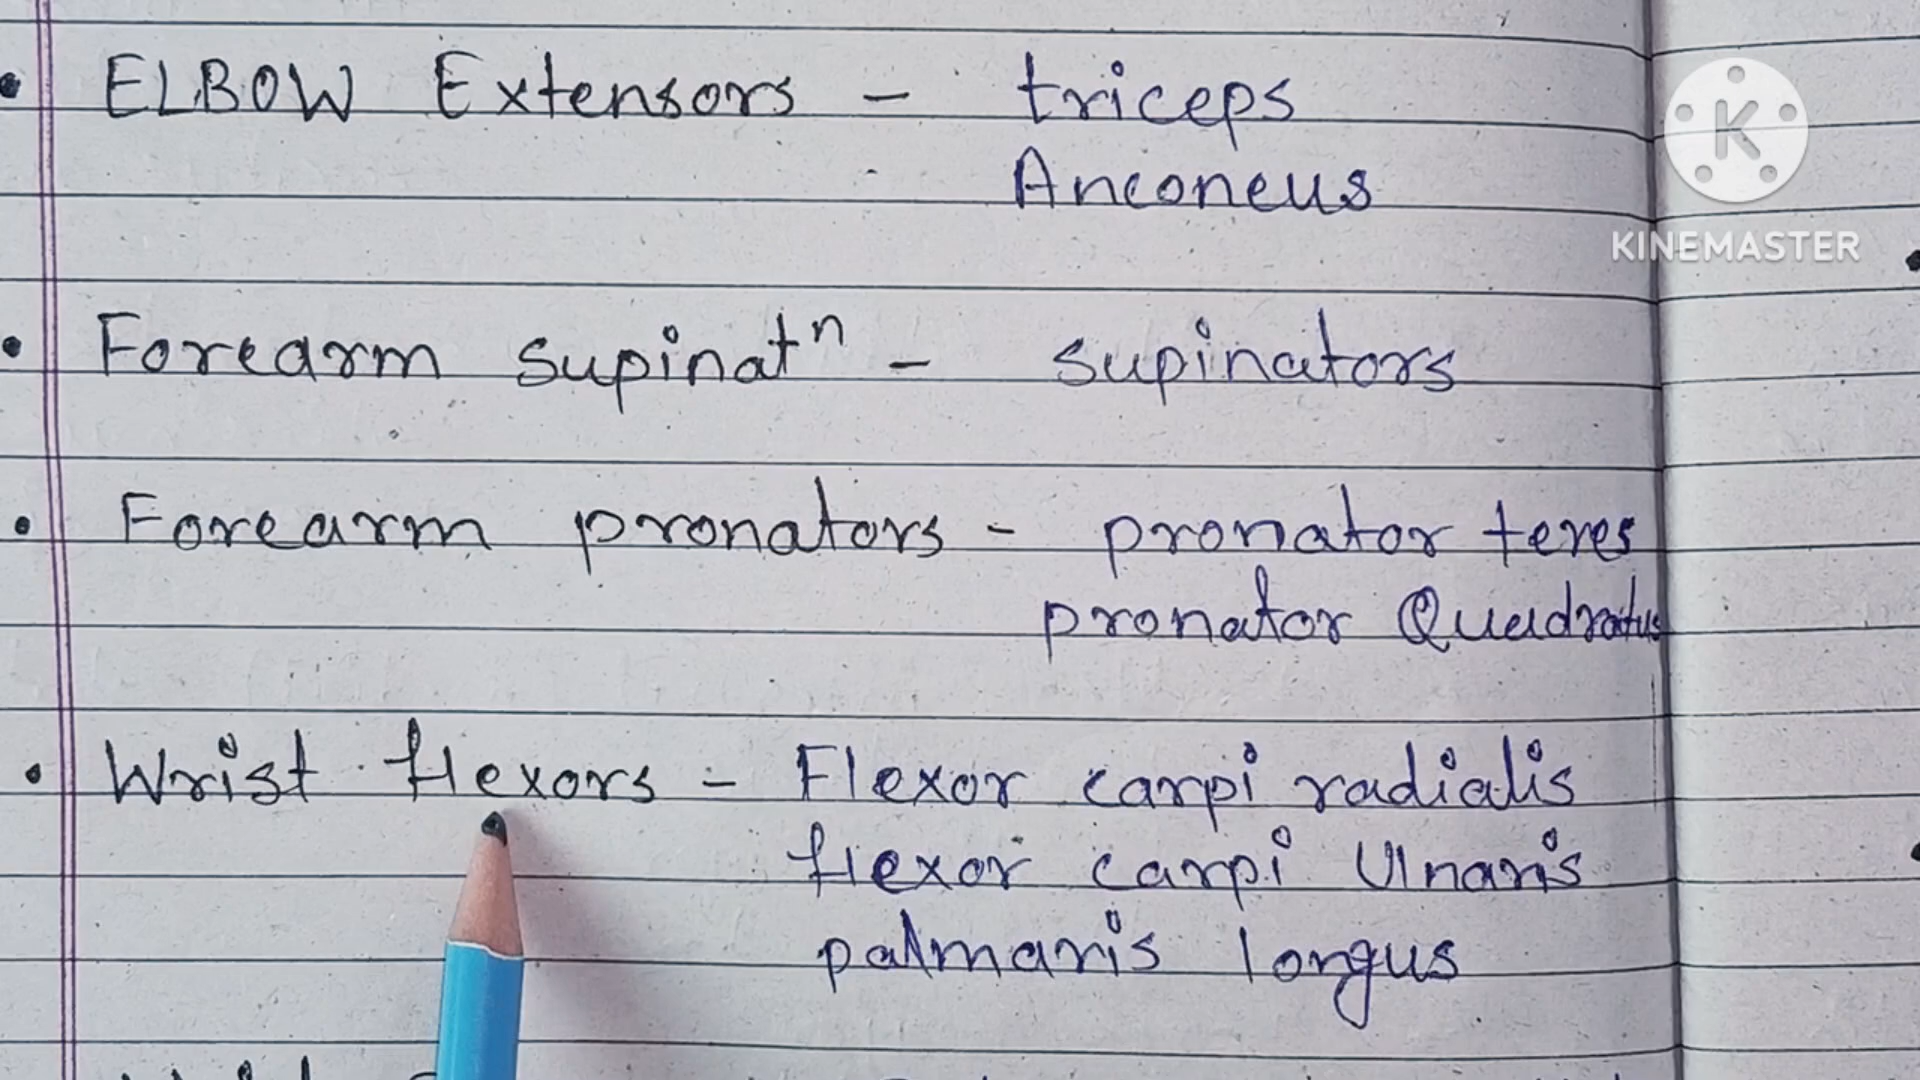 • ELBOW Extensors - triceps
Anconeus
• Forearm supinatⁿ - supinators
• Forearm pronators - pronator teres
pronator Quadratus
• Wrist flexors - Flexor carpi radialis
flexor carpi Ulnaris
palmaris longus
K
KINEMASTER